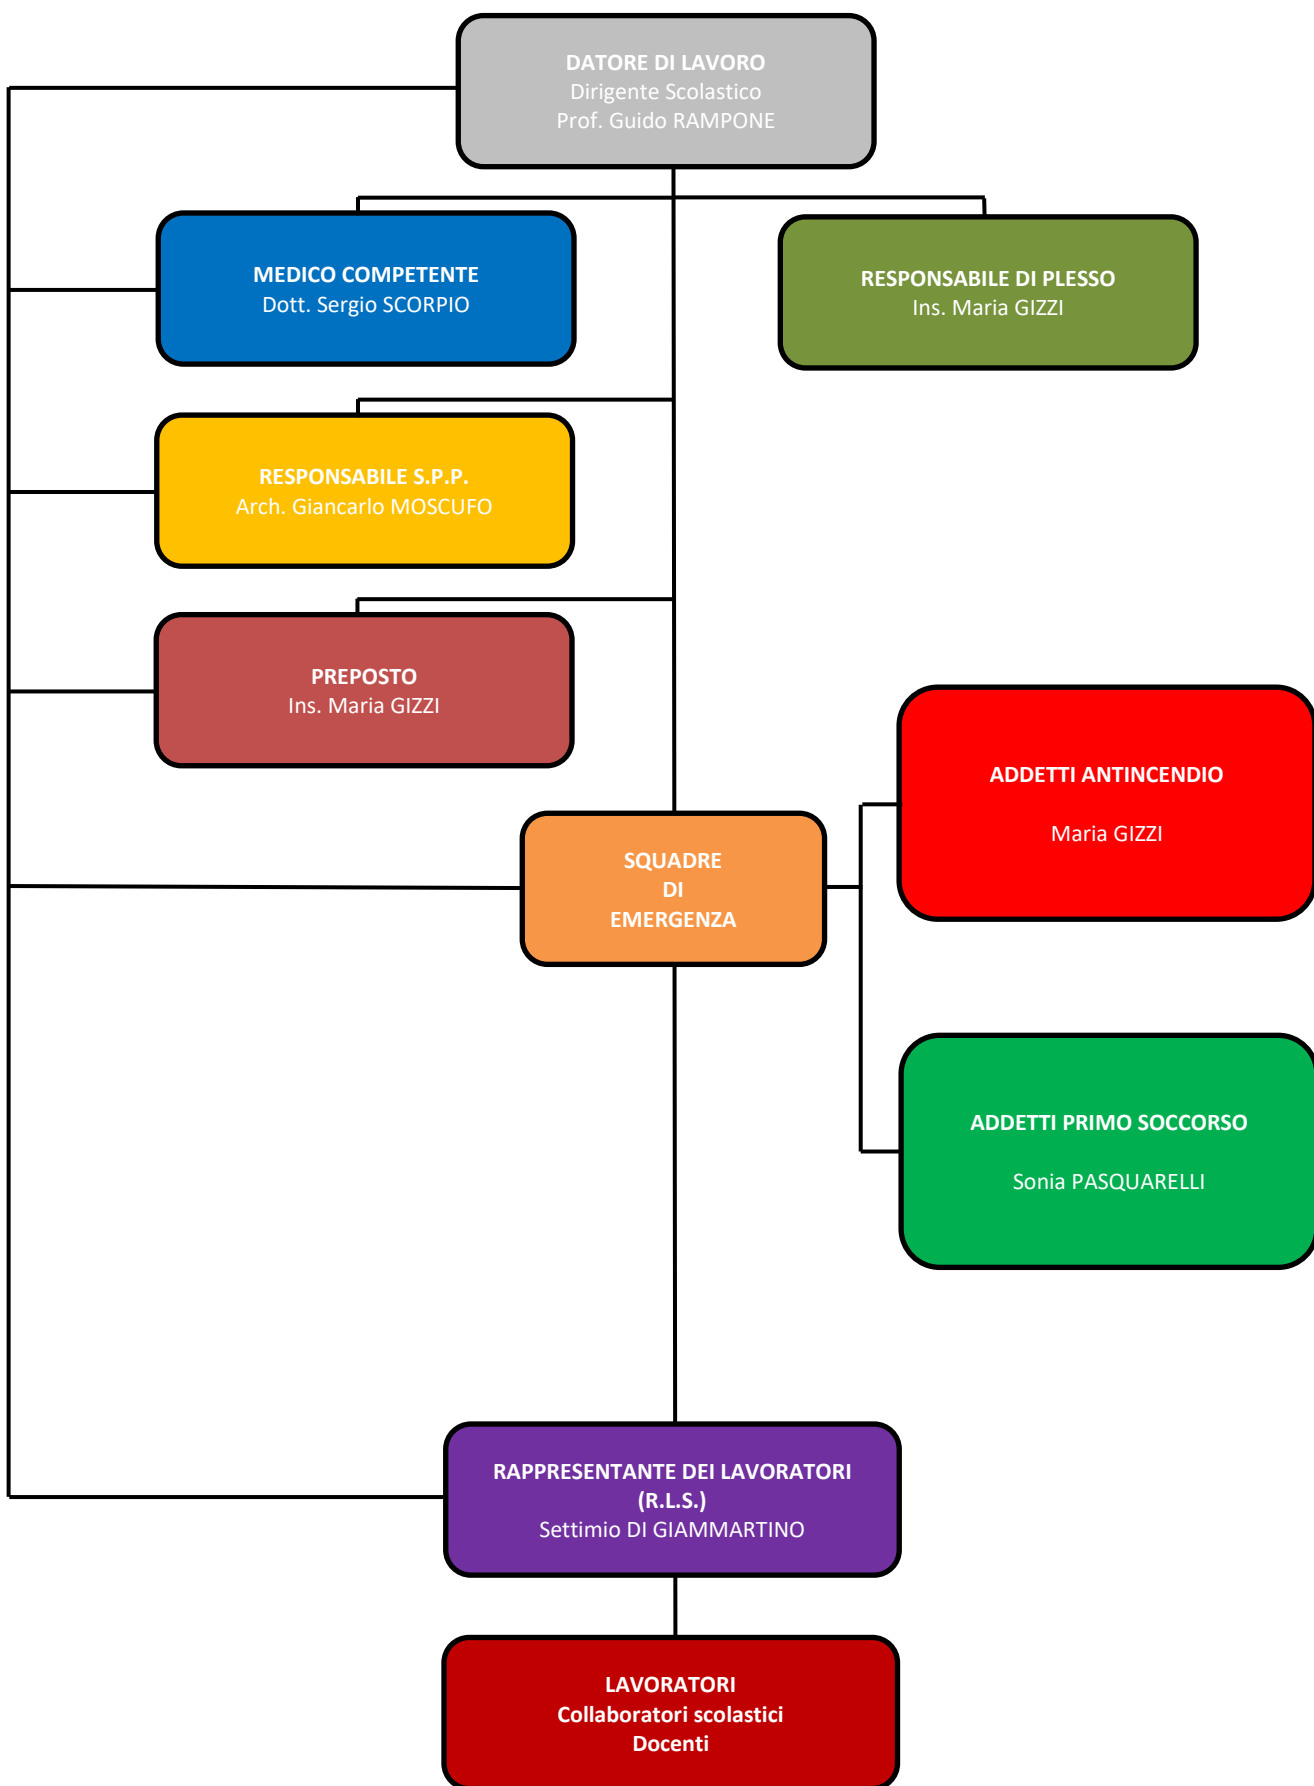 DATORE DI LAVORO
Dirigente Scolastico
Prof. Guido RAMPONE
MEDICO COMPETENTE
Dott. Sergio SCORPIO
RESPONSABILE DI PLESSO
Ins. Maria GIZZI
RESPONSABILE S.P.P.
Arch. Giancarlo MOSCUFO
PREPOSTO
Ins. Maria GIZZI
ADDETTI ANTINCENDIO
Maria GIZZI
SQUADRE
DI
EMERGENZA
ADDETTI PRIMO SOCCORSO
Sonia PASQUARELLI
RAPPRESENTANTE DEI LAVORATORI
(R.L.S.)
Settimio DI GIAMMARTINO
LAVORATORI
Collaboratori scolastici
Docenti